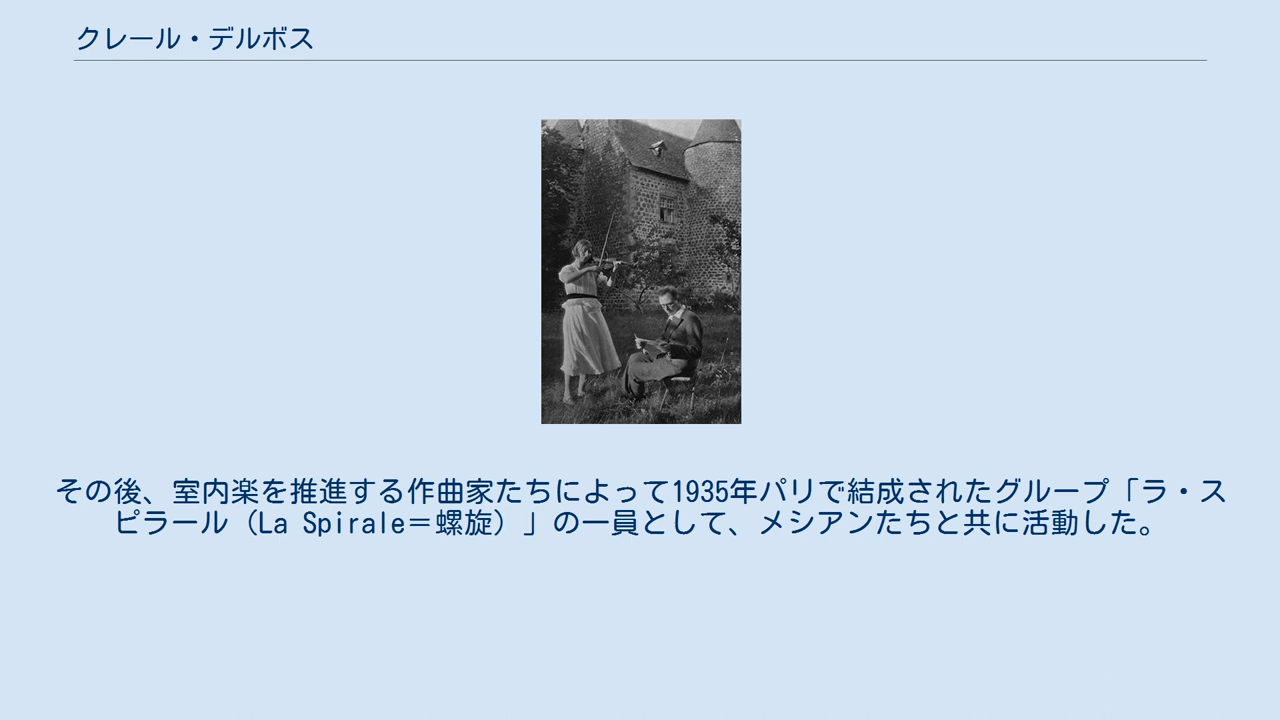 クレール・デルボス
その後、室内楽を推進する作曲家たちによって1935年パリで結成されたグループ「ラ・ス
ピラール（La Spirale＝螺旋）」の一員として、メシアンたちと共に活動した。